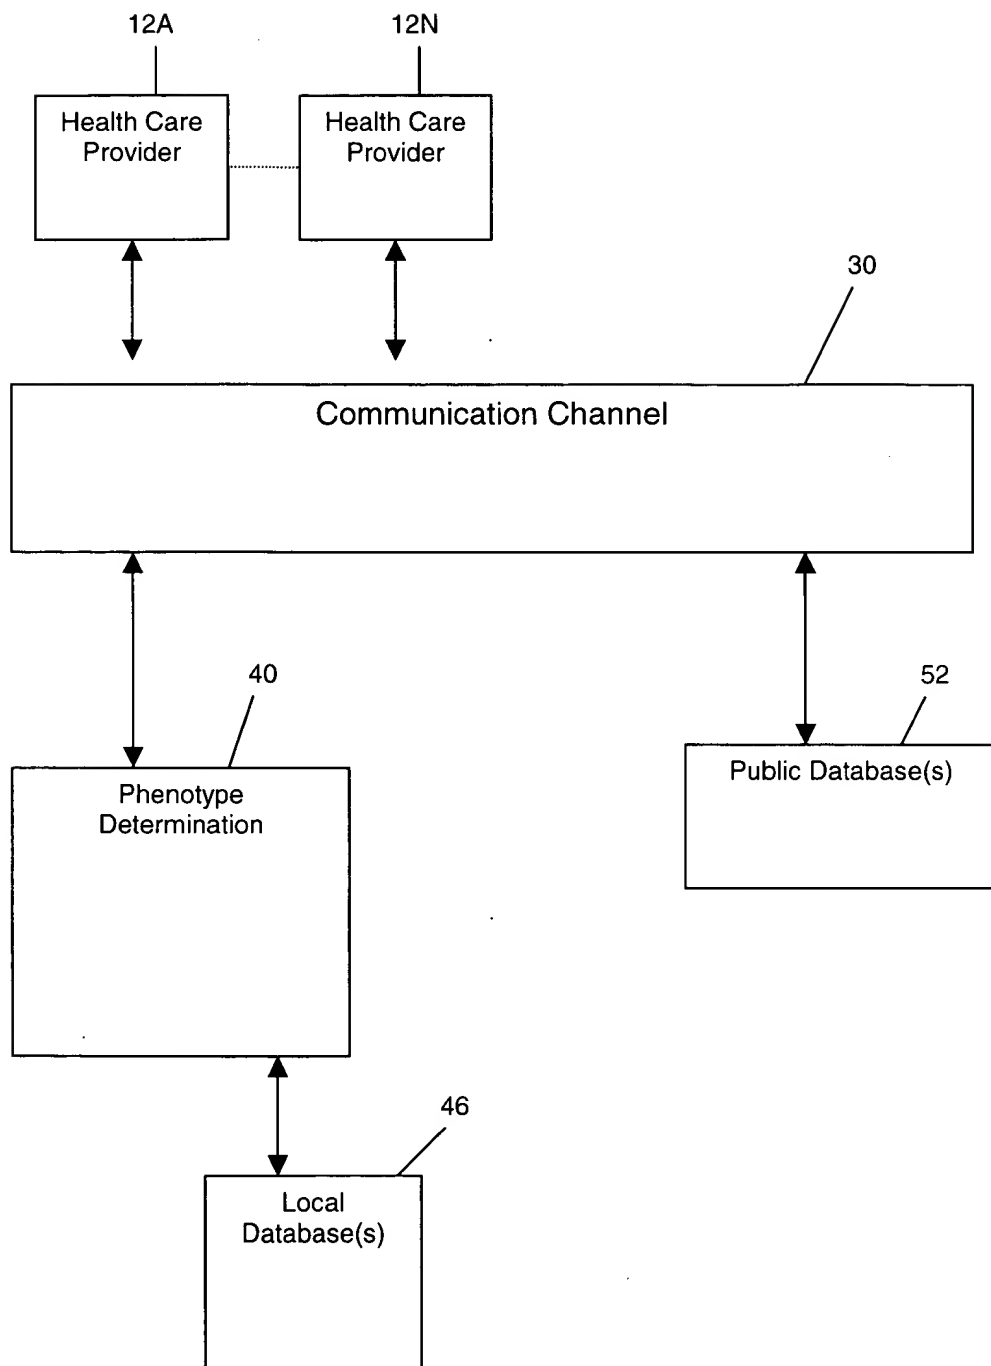 12A
12N
Health Care
Provider
Health Care
Provider
30
Communication Channel
40
52
Phenotype
Determination
Public Database(s)
46
Local
Database(s)